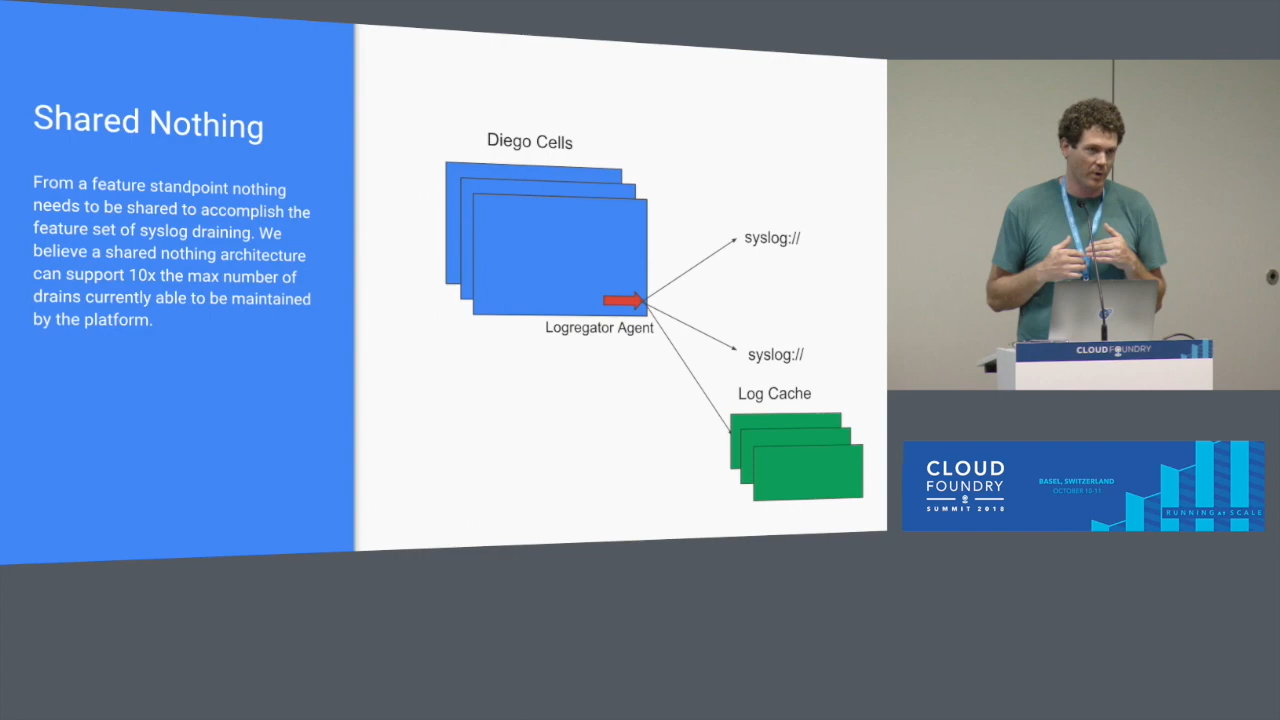 Shared Nothing
From a feature standpoint nothing
needs to be shared to accomplish the
feature set of syslog draining. We
believe a shared nothing architecture
can support 10x the max number of
drains currently able to be maintained
by the platform.
Diego Cells
syslog://
Logregator Agent
syslog://
Log Cache
CLOUD FOUNDRY
CLOUD
FOUNDRY
SUMMIT 2018
BASEL, SWITZERLAND
OCTOBER 10-11
RUNNING at SCALE